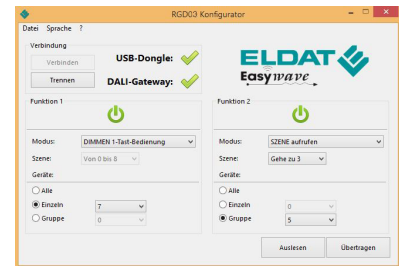 RGD03 Konfigurator
Datei Sprache ?
Verbindung
Verbinden
USB-Dongle:
Trennen
DALI-Gateway:
ELDAT
Easywave
Funktion 1
Modus: DIMMEN 1-Tast-Bedienung
Szene: Von 0 bis 8
Geräte:
Alle
Einzeln 7
Gruppe 0
Funktion 2
Modus: SZENE aufrufen
Szene: Gehe zu 3
Geräte:
Alle
Einzeln 0
Gruppe 5
Auslesen Übertragen